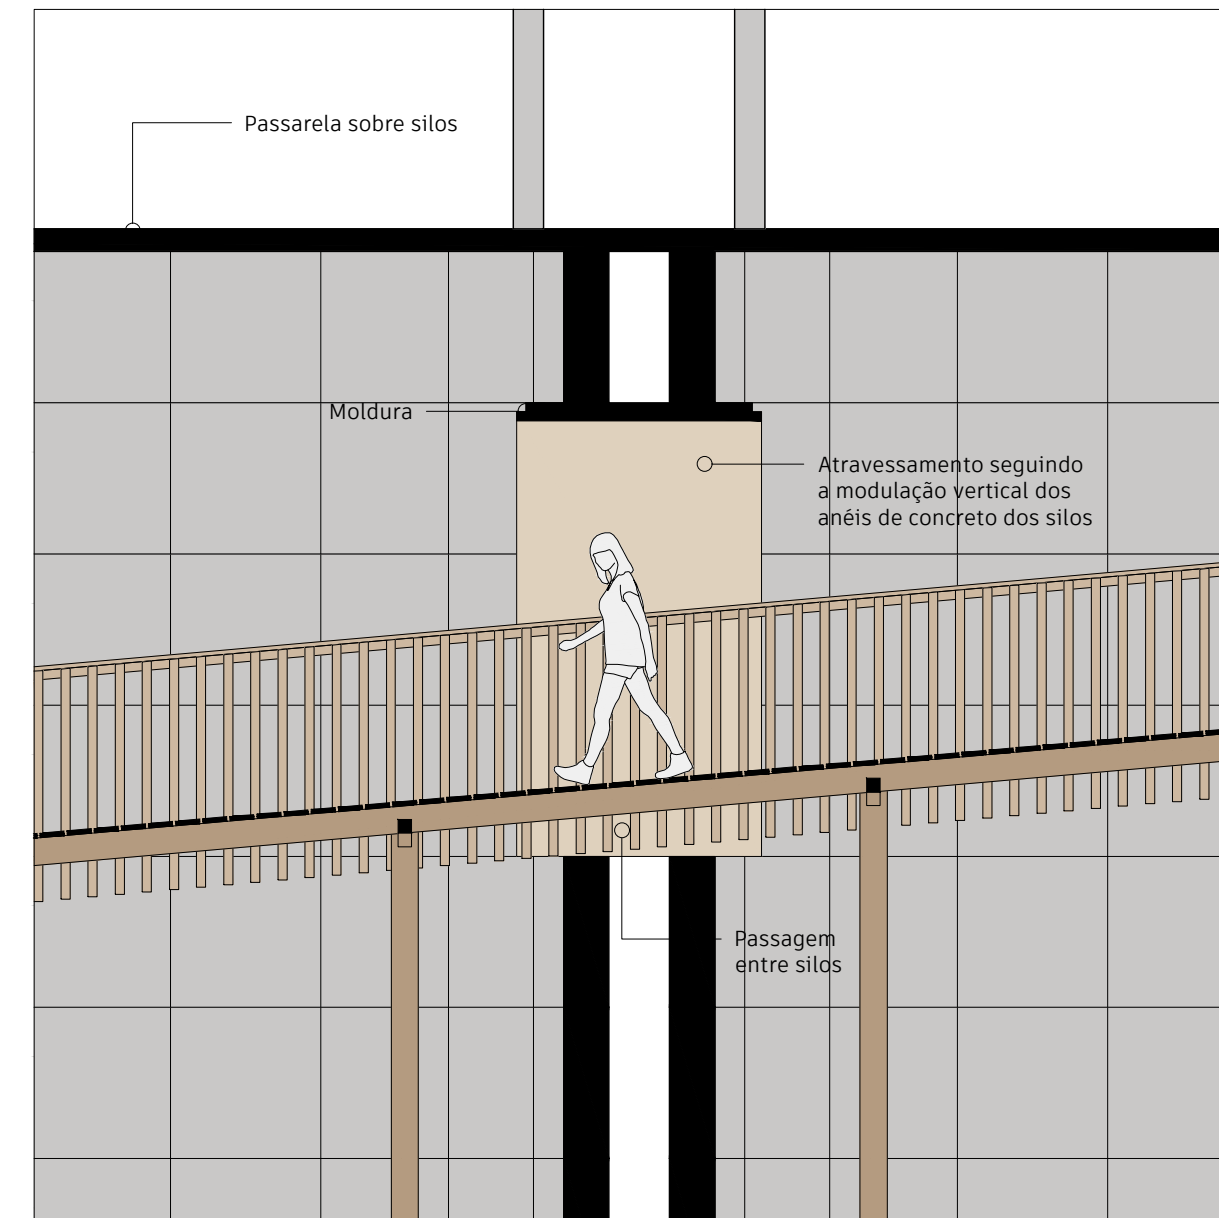 Passarela sobre silos
Moldura
Atravessamento seguindo
a modulação vertical dos
anéis de concreto dos silos
Passagem
entre silos